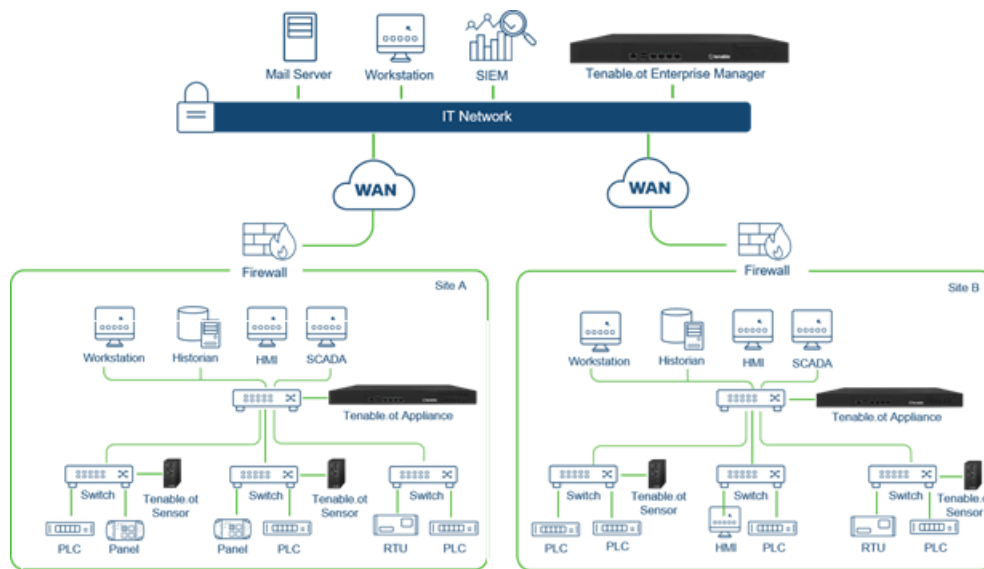 Mail Server
Workstation
SIEM
tenable
Tenable.ot Enterprise Manager
IT Network
WAN
WAN
Firewall
Firewall
Site A
Site B
Workstation
Historian
HMI
SCADA
Tenable.ot Appliance
Switch
Tenable.ot
Sensor
Switch
Tenable.ot
Sensor
Switch
PLC
Panel
Panel
PLC
RTU
PLC
Workstation
Historian
HMI
SCADA
Tenable.ot Appliance
Switch
Tenable.ot
Sensor
Switch
Switch
Tenable.ot
Sensor
PLC
PLC
HMI
PLC
RTU
PLC